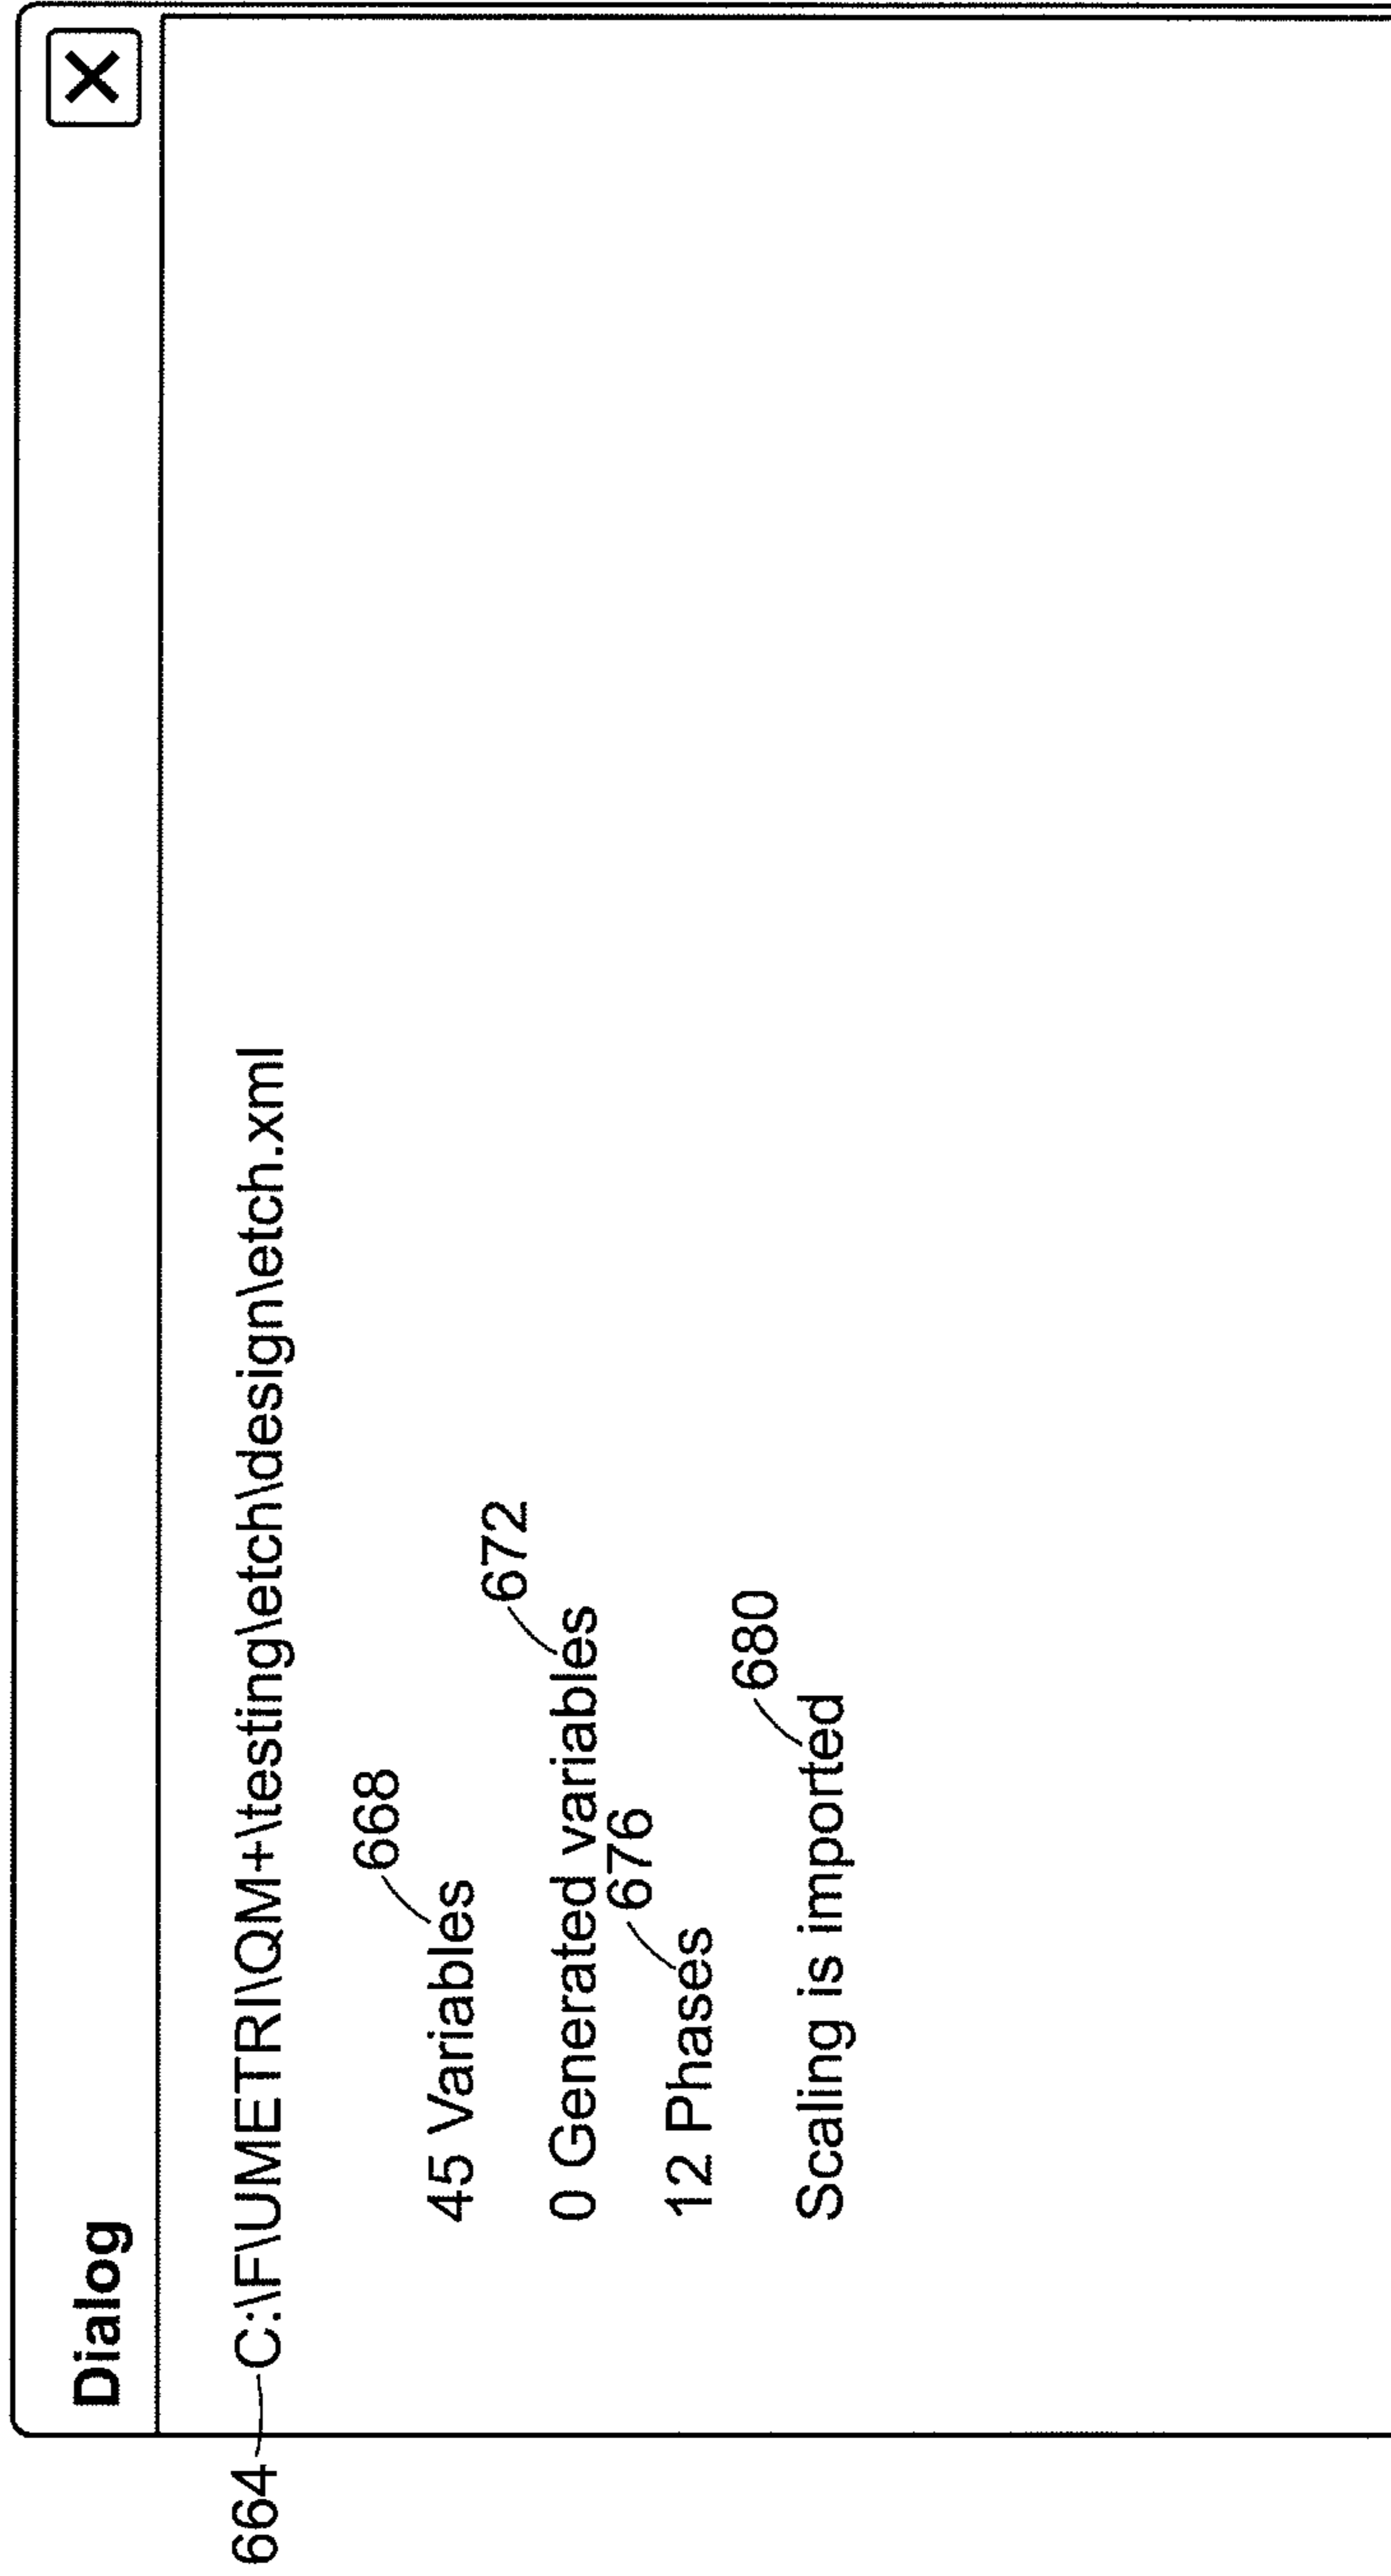 Dialog
X
664 C:\F\UMETRI\QM+\testing\etch\design\etch.xml
668
45 Variables
672
0 Generated variables
676
12 Phases
680
Scaling is imported